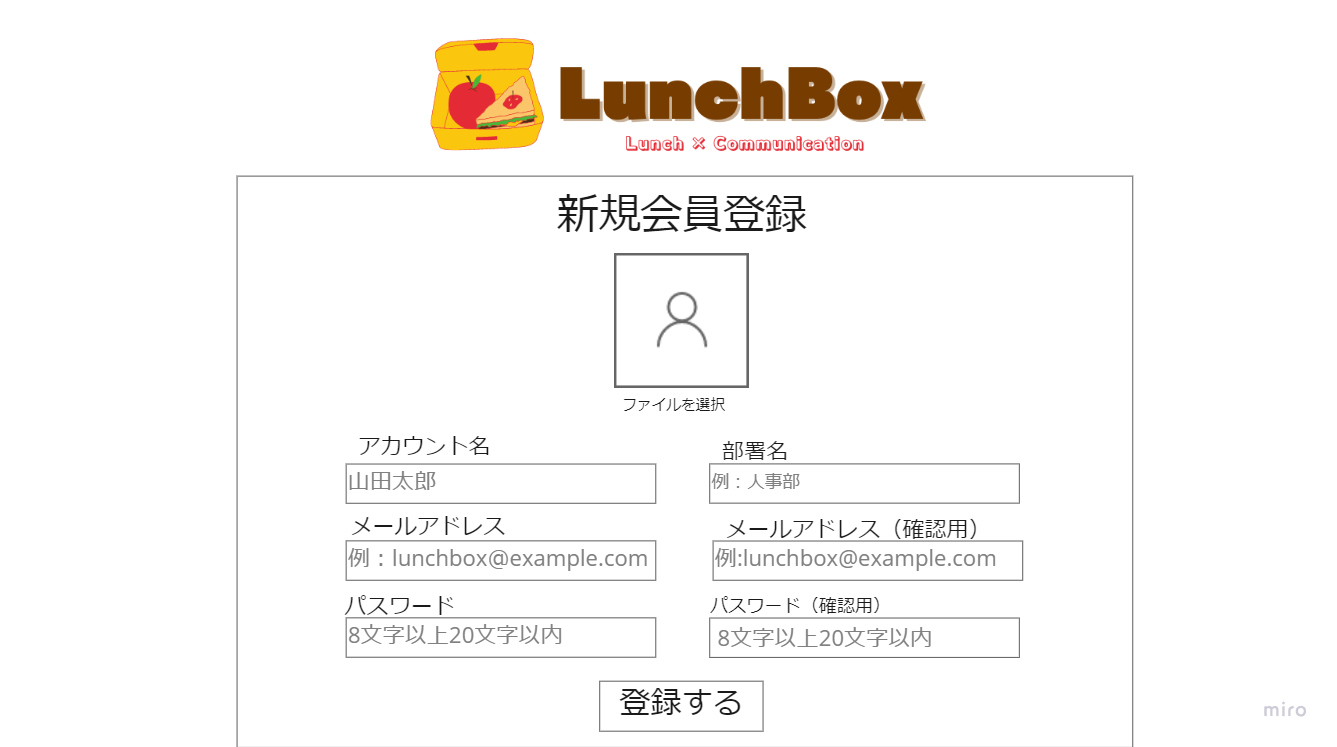 LunchBox
Lunch × Communication
新規会員登録
ファイルを選択
アカウント名
部署名
山田太郎
例：人事部
メールアドレス
メールアドレス（確認用）
例：lunchbox@example.com
例:lunchbox@example.com
パスワード
パスワード（確認用）
8文字以上20文字以内
8文字以上20文字以内
登録する
miro